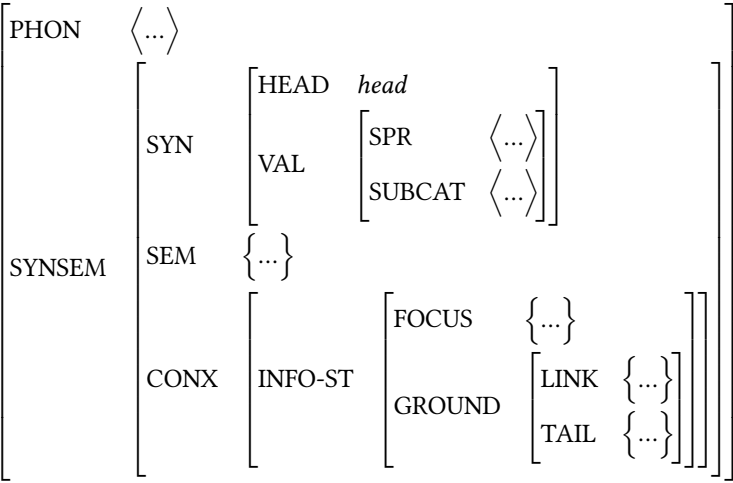 PHON ⟨...⟩
HEAD head
SYN
SPR ⟨...⟩
VAL
SUBCAT ⟨...⟩
SYNSEM
SEM {...}
FOCUS {...}
CONX INFO-ST
LINK {...}
GROUND
TAIL {...}